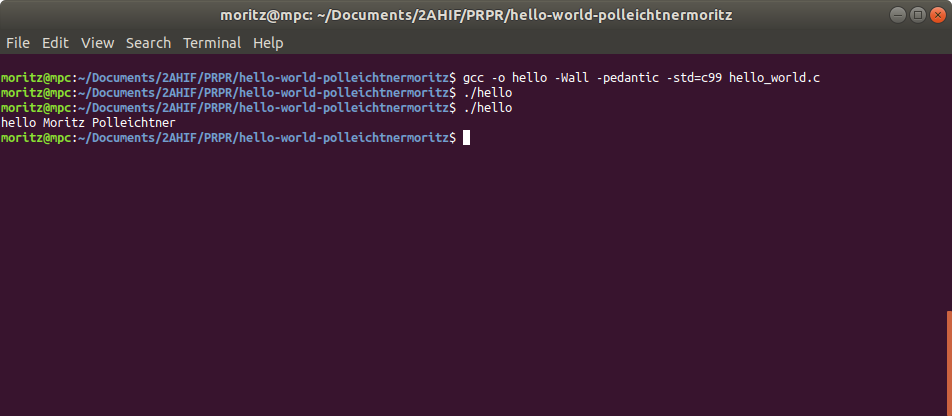 moritz@mpc: ~/Documents/2AHIF/PRPR/hello-world-polleichtnermoritz
File Edit View Search Terminal Help
moritz@mpc:~/Documents/2AHIF/PRPR/hello-world-polleichtnermoritz$ gcc -o hello -Wall -pedantic -std=c99 hello_world.c
moritz@mpc:~/Documents/2AHIF/PRPR/hello-world-polleichtnermoritz$ ./hello
moritz@mpc:~/Documents/2AHIF/PRPR/hello-world-polleichtnermoritz$ ./hello
hello Moritz Polleichtner
moritz@mpc:~/Documents/2AHIF/PRPR/hello-world-polleichtnermoritz$